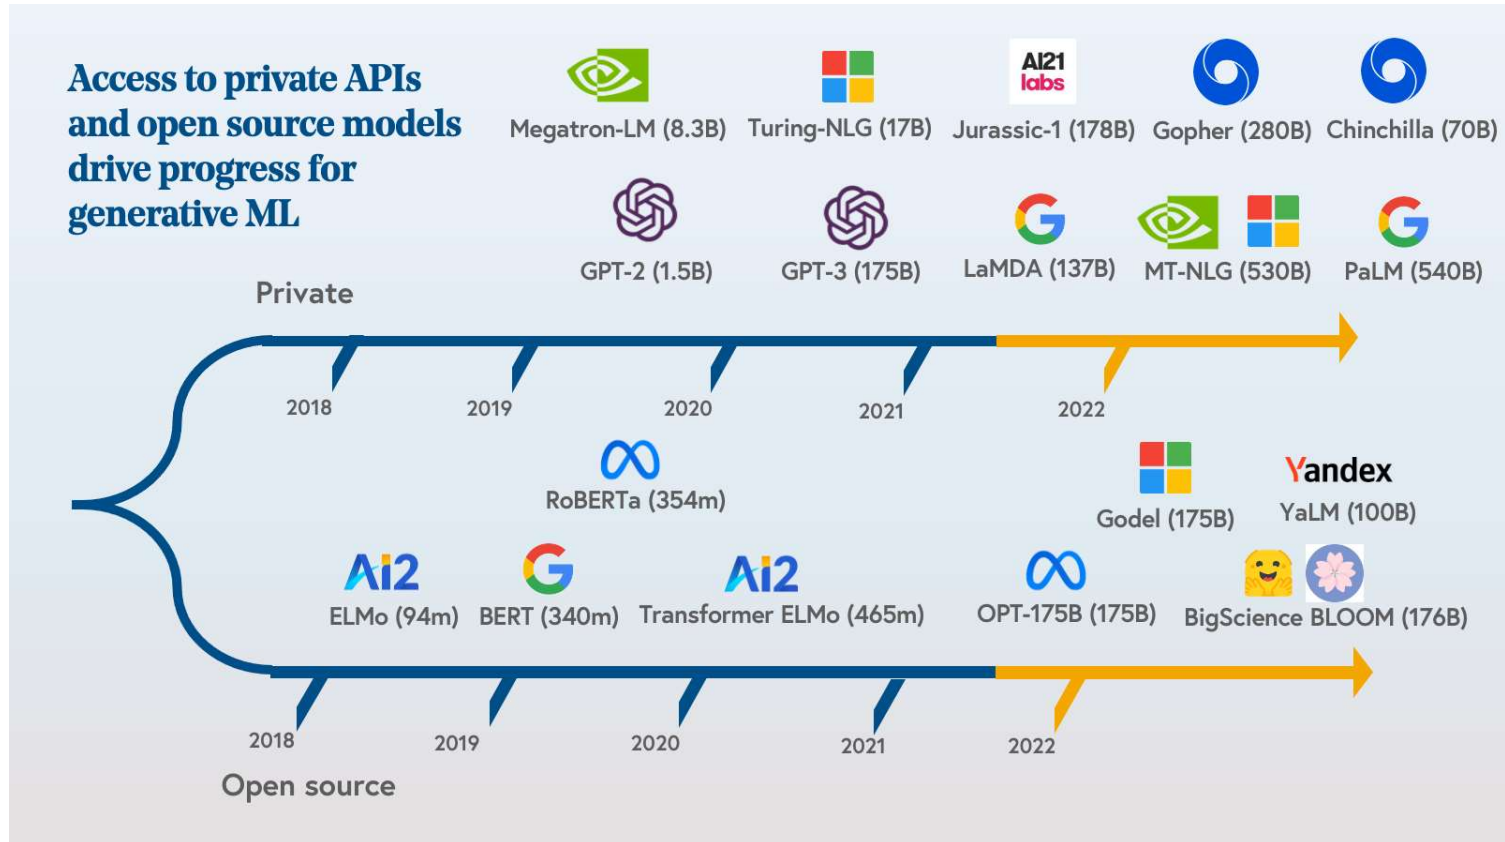 Access to private APIs
and open source models
drive progress for
generative ML
AI21
labs
Megatron-LM (8.3B)
Turing-NLG (17B)
Jurassic-1 (178B)
Gopher (280B)
Chinchilla (70B)
GPT-2 (1.5B)
GPT-3 (175B)
LaMDA (137B)
MT-NLG (530B)
PaLM (540B)
Private
2018
2019
2020
2021
2022
RoBERTa (354m)
Godel (175B)
Yandex
YaLM (100B)
Ai2
ELMo (94m)
BERT (340m)
Ai2
Transformer ELMo (465m)
OPT-175B (175B)
BigScience BLOOM (176B)
2018
2019
2020
2021
2022
Open source